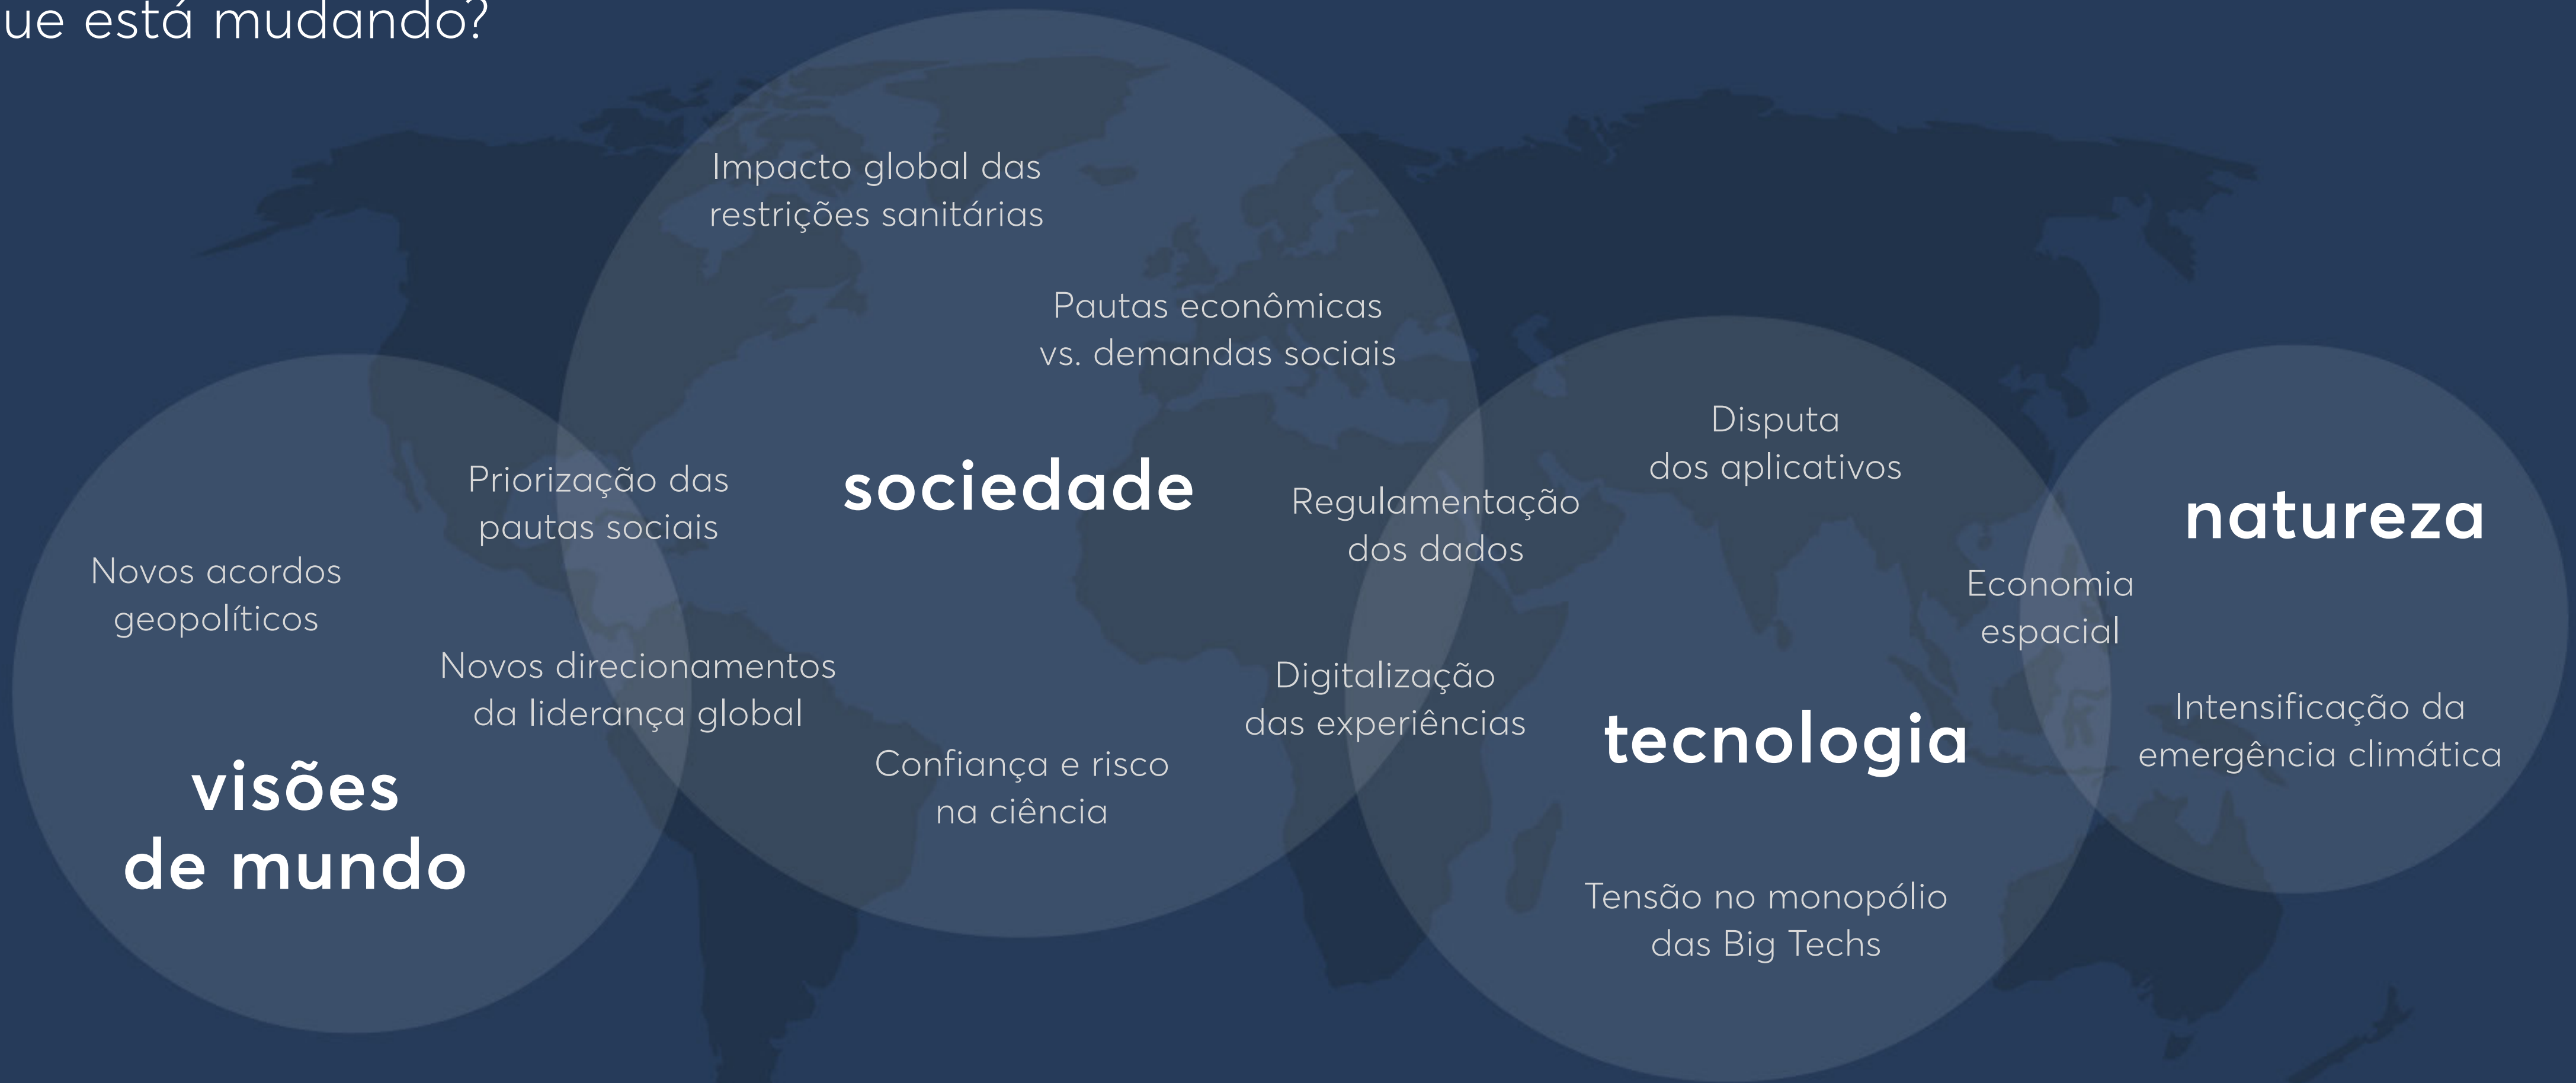 ue está mudando?
Impacto global das
restrições sanitárias
Pautas econômicas
vs. demandas sociais
sociedade
Priorização das
pautas sociais
Novos acordos
geopolíticos
Novos direcionamentos
da liderança global
visões
de mundo
Confiança e risco
na ciência
Regulamentação
dos dados
Digitalização
das experiências
Disputa
dos aplicativos
tecnologia
Tensão no monopólio
das Big Techs
natureza
Economia
espacial
Intensificação da
emergência climática